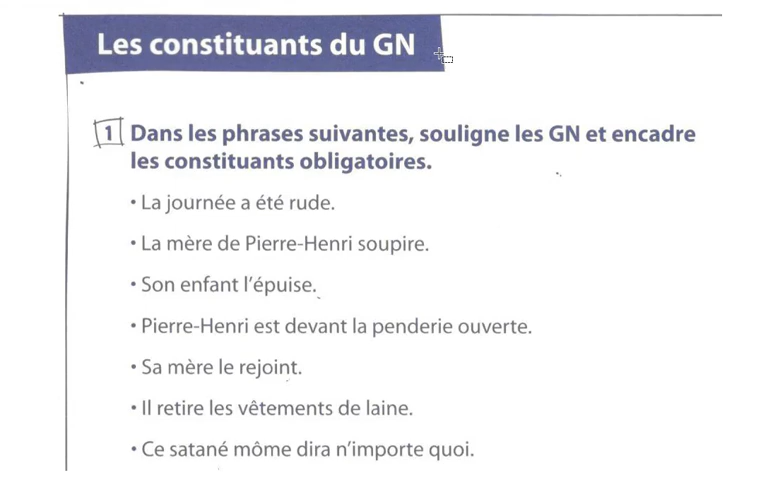 Les constituants du GN
1 Dans les phrases suivantes, souligne les GN et encadre
les constituants obligatoires.
• La journée a été rude.
• La mère de Pierre-Henri soupire.
• Son enfant l'épuise.
• Pierre-Henri est devant la penderie ouverte.
• Sa mère le rejoint.
• Il retire les vêtements de laine.
• Ce satané môme dira n'importe quoi.